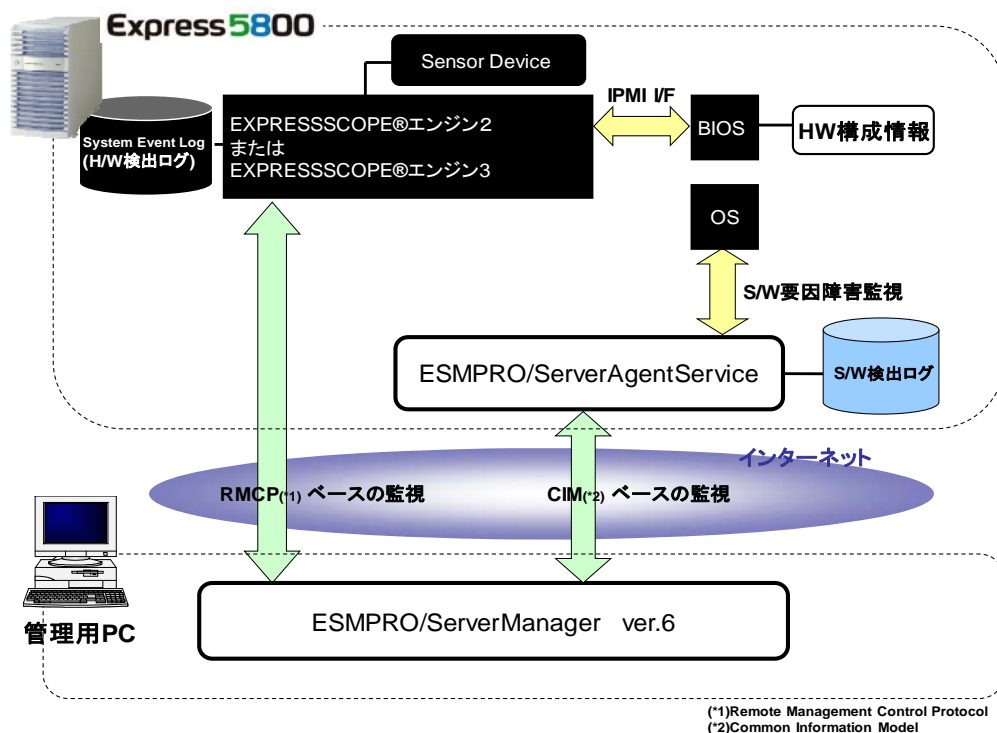 Express5800
Sensor Device
IPMI I/F
EXPRESSSCOPE®エンジン2
または
EXPRESSSCOPE®エンジン3
System Event Log
(H/W検出ログ)
BIOS
HW構成情報
OS
S/W要因障害監視
ESMPRO/ServerAgentService
S/W検出ログ
インターネット
RMCP(*1) ベースの監視
CIM(*2) ベースの監視
ESMPRO/ServerManager ver.6
管理用PC
(*1)Remote Management Control Protocol
(*2)Common Information Model